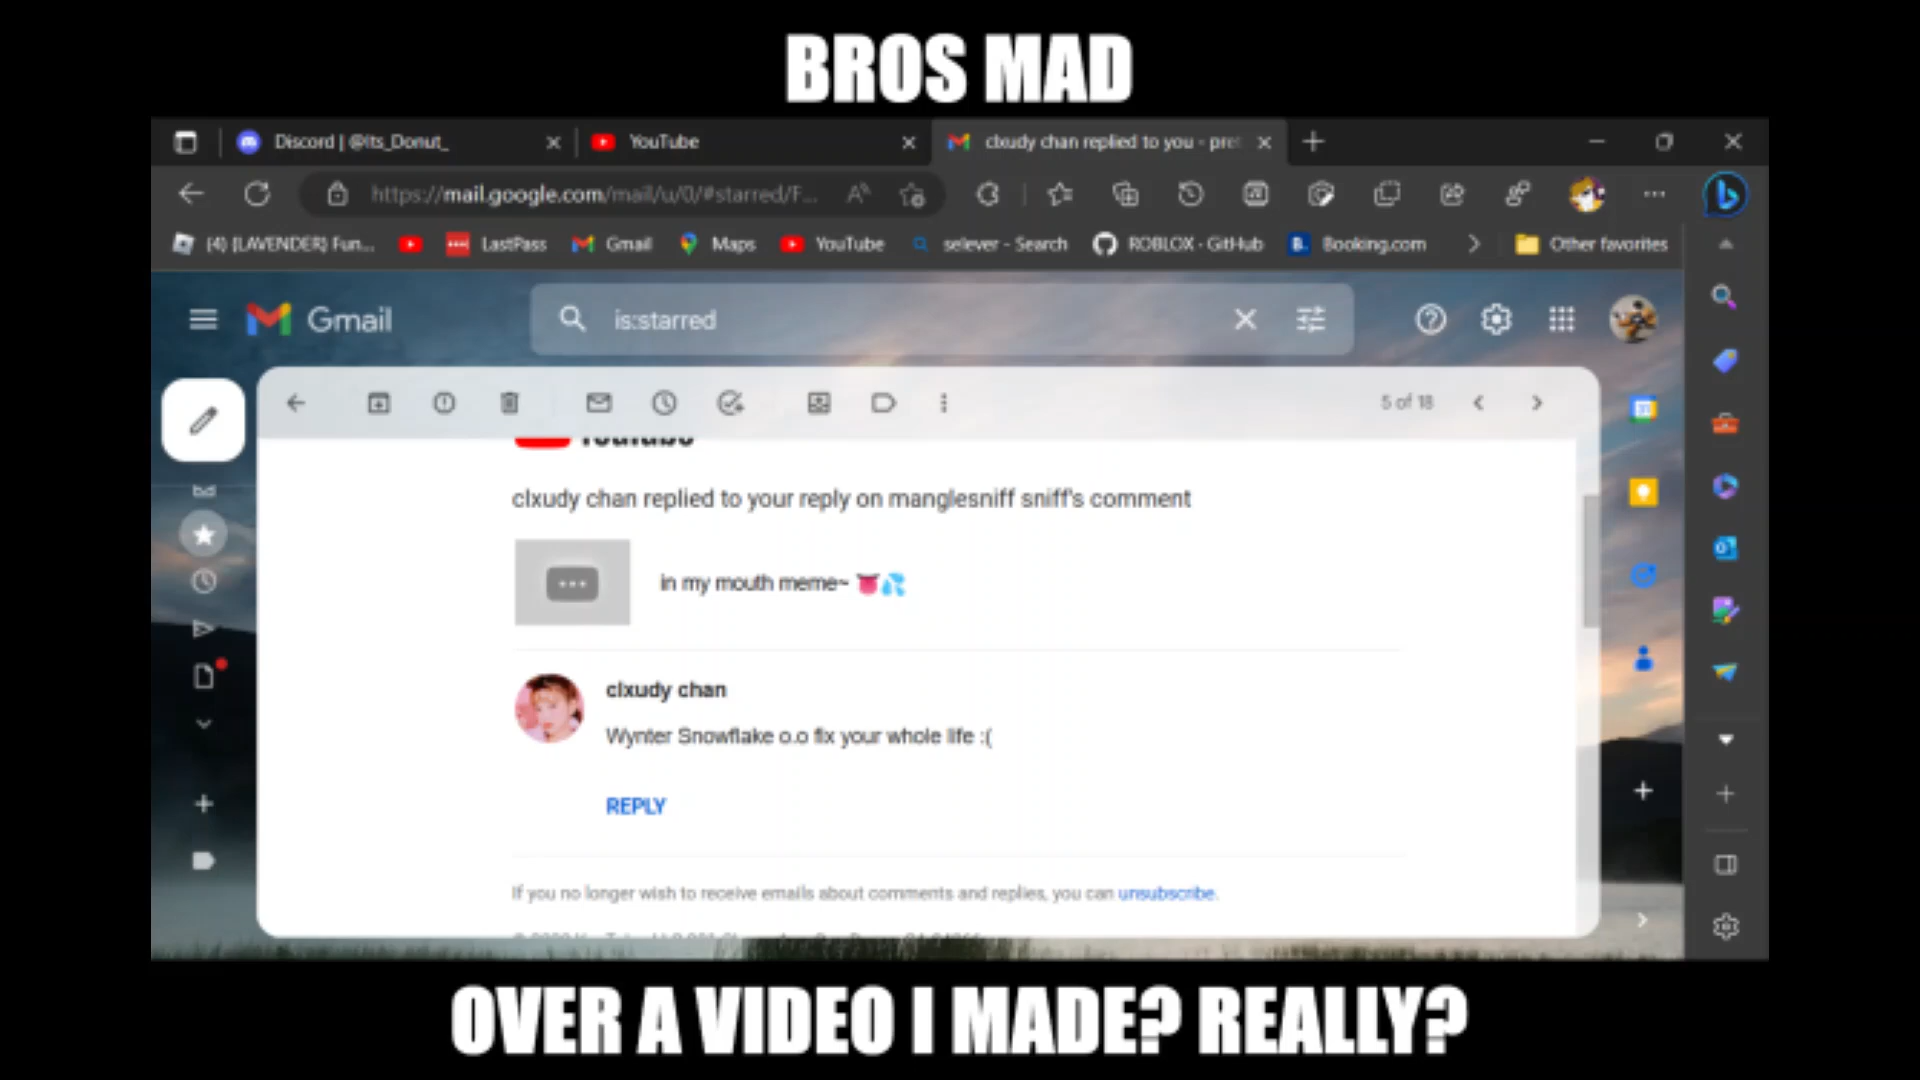 BROS MAD
Discord | @Its_Donut_
YouTube
clxudy chan replied to you - pre
https://mail.google.com/mail/u/0/#starred/F...
(4) (LAVENDER) Fun...
LastPass
Gmail
Maps
YouTube
selever - Search
ROBLOX - GitHub
Booking.com
Other favorites
Gmail
is:starred
5 of 18
YouTube
clxudy chan replied to your reply on manglesniff sniff's comment
in my mouth meme~ 👅💦
clxudy chan
Wynter Snowflake o.o fix your whole life :(
REPLY
If you no longer wish to receive emails about comments and replies, you can unsubscribe.
OVER A VIDEO I MADE? REALLY?